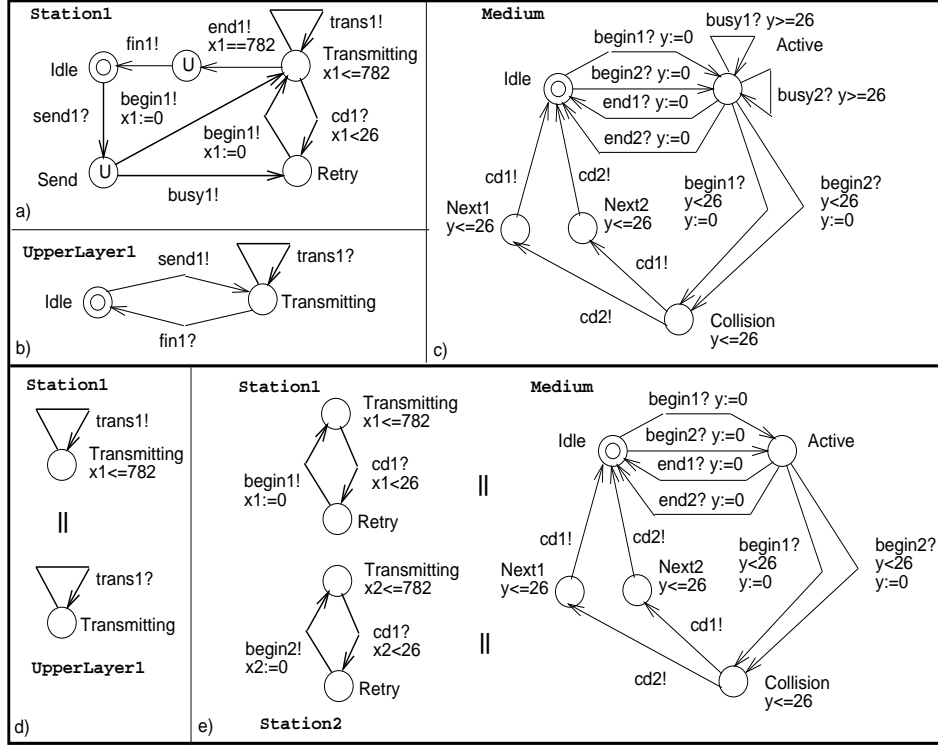 Station1
end1!
x1==782
trans1!
fin1!
Transmitting
x1<=782
Idle
U
send1?
begin1!
x1:=0
begin1!
x1:=0
cd1?
x1<26
Send
U
busy1!
Retry
a)
UpperLayer1
send1!
trans1?
Idle
Transmitting
fin1?
b)
Medium
busy1? y>=26
begin1? y:=0
Active
Idle
begin2? y:=0
end1? y:=0
busy2? y>=26
end2? y:=0
cd1!
cd2!
begin1?
y<26
y:=0
begin2?
y<26
y:=0
Next1
y<=26
Next2
y<=26
cd1!
cd2!
Collision
y<=26
c)
Station1
trans1!
Transmitting
x1<=782
||
trans1?
Transmitting
UpperLayer1
d)
Station1
Transmitting
x1<=782
begin1!
x1:=0
cd1?
x1<26
Retry
||
Transmitting
x2<=782
begin2!
x2:=0
cd1?
x2<26
Retry
||
Station2
Medium
begin1? y:=0
Idle
begin2? y:=0
Active
end1? y:=0
end2? y:=0
cd1!
cd2!
begin1?
y<26
y:=0
begin2?
y<26
y:=0
Next1
y<=26
Next2
y<=26
cd1!
cd2!
Collision
y<=26
e)